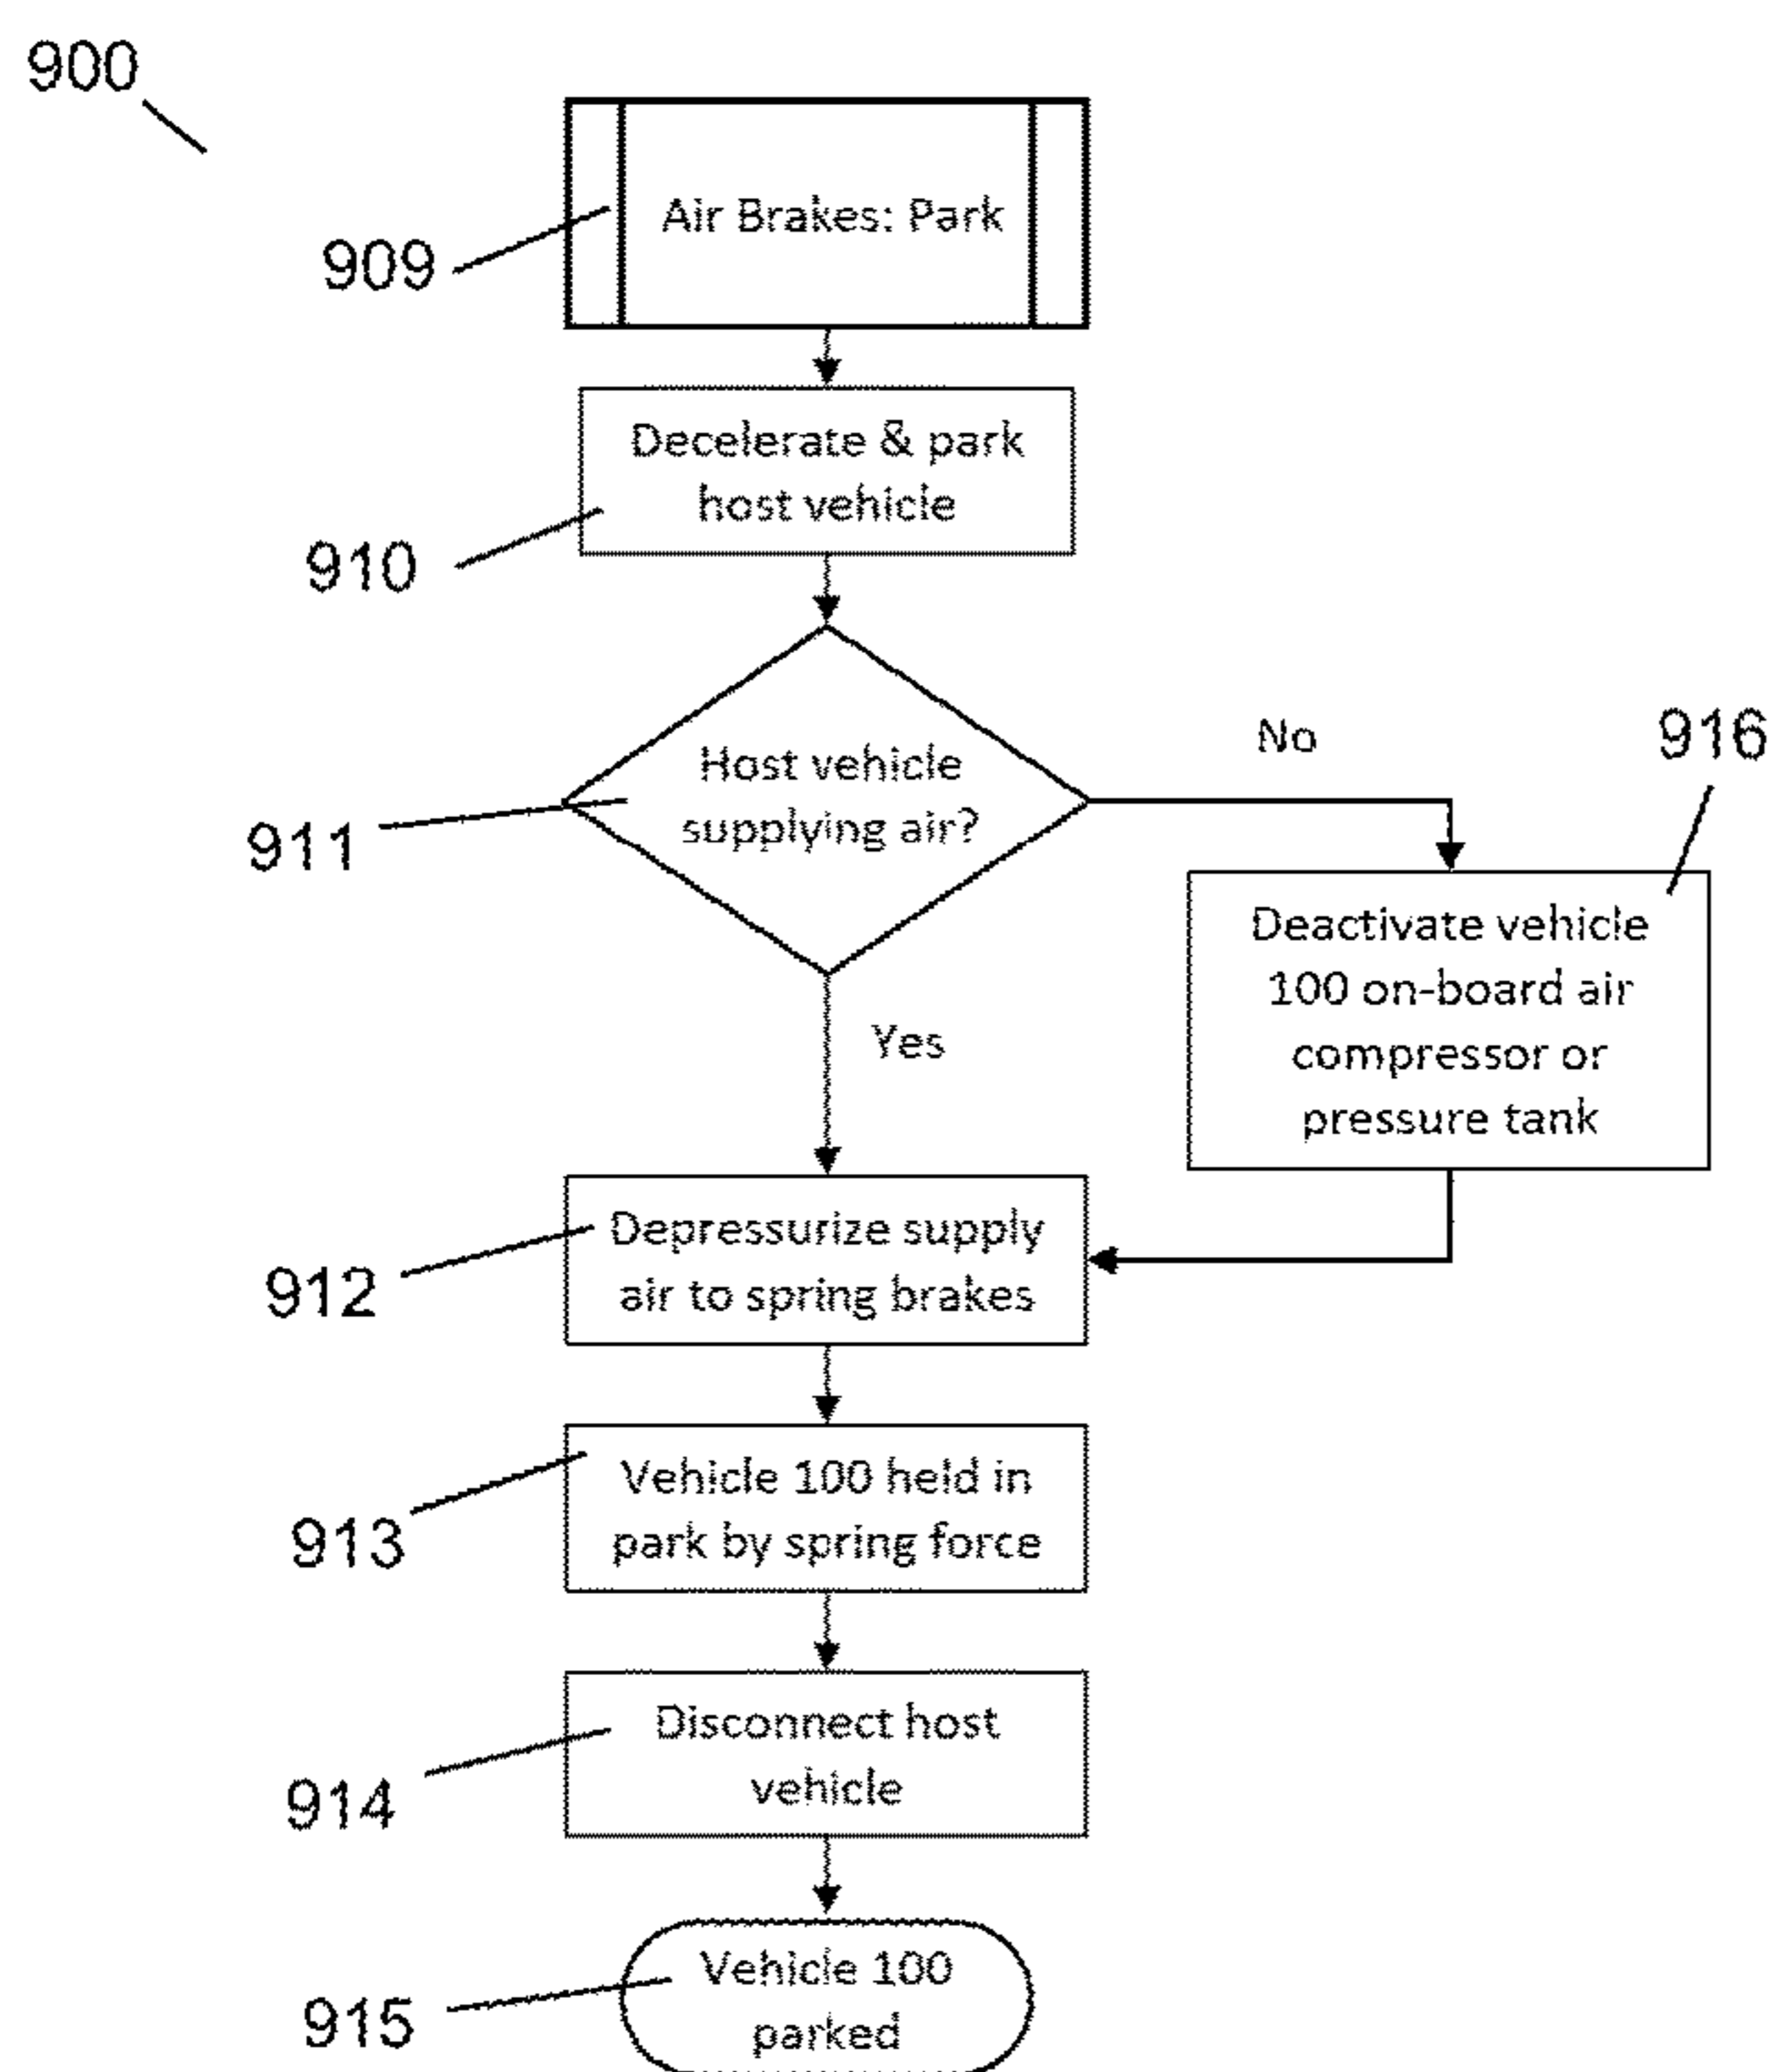 900
Air Brakes: Park
909
Decelerate & park
host vehicle
910
Host vehicle
supplying air?
911
No
916
Deactivate vehicle
100 on-board air
compressor or
pressure tank
Yes
Depressurize supply
air to spring brakes
912
Vehicle 100 held in
park by spring force
913
Disconnect host
vehicle
914
Vehicle 100
parked
915